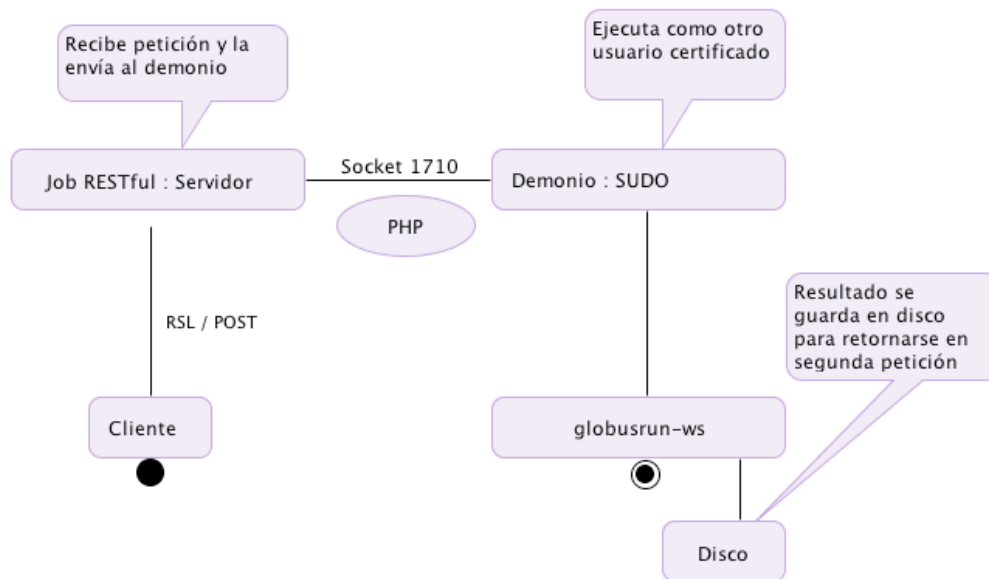 Recibe petición y la
envía al demonio
Ejecuta como otro
usuario certificado
Job RESTful : Servidor
Socket 1710
Demonio : SUDO
PHP
RSL / POST
Resultado se
guarda en disco
para retornarse en
segunda petición
Cliente
globusrun-ws
Disco